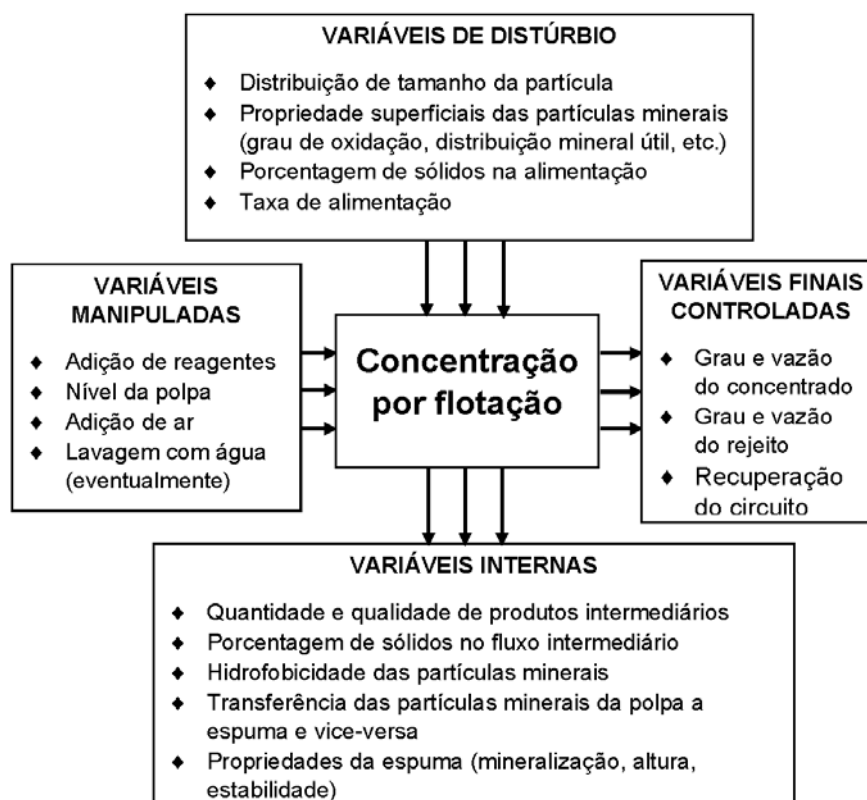 VARIÁVEIS DE DISTÚRBIO
♦ Distribuição de tamanho da partícula
♦ Propriedade superficiais das partículas minerais
(grau de oxidação, distribuição mineral útil, etc.)
♦ Porcentagem de sólidos na alimentação
♦ Taxa de alimentação
VARIÁVEIS
MANIPULADAS
♦ Adição de reagentes
♦ Nível da polpa
♦ Adição de ar
♦ Lavagem com água
(eventualmente)
Concentração
por flotação
VARIÁVEIS FINAIS
CONTROLADAS
♦ Grau e vazão
do concentrado
♦ Grau e vazão
do rejeito
♦ Recuperação
do circuito
VARIÁVEIS INTERNAS
♦ Quantidade e qualidade de produtos intermediários
♦ Porcentagem de sólidos no fluxo intermediário
♦ Hidrofobicidade das partículas minerais
♦ Transferência das partículas minerais da polpa a
espuma e vice-versa
♦ Propriedades da espuma (mineralização, altura,
estabilidade)